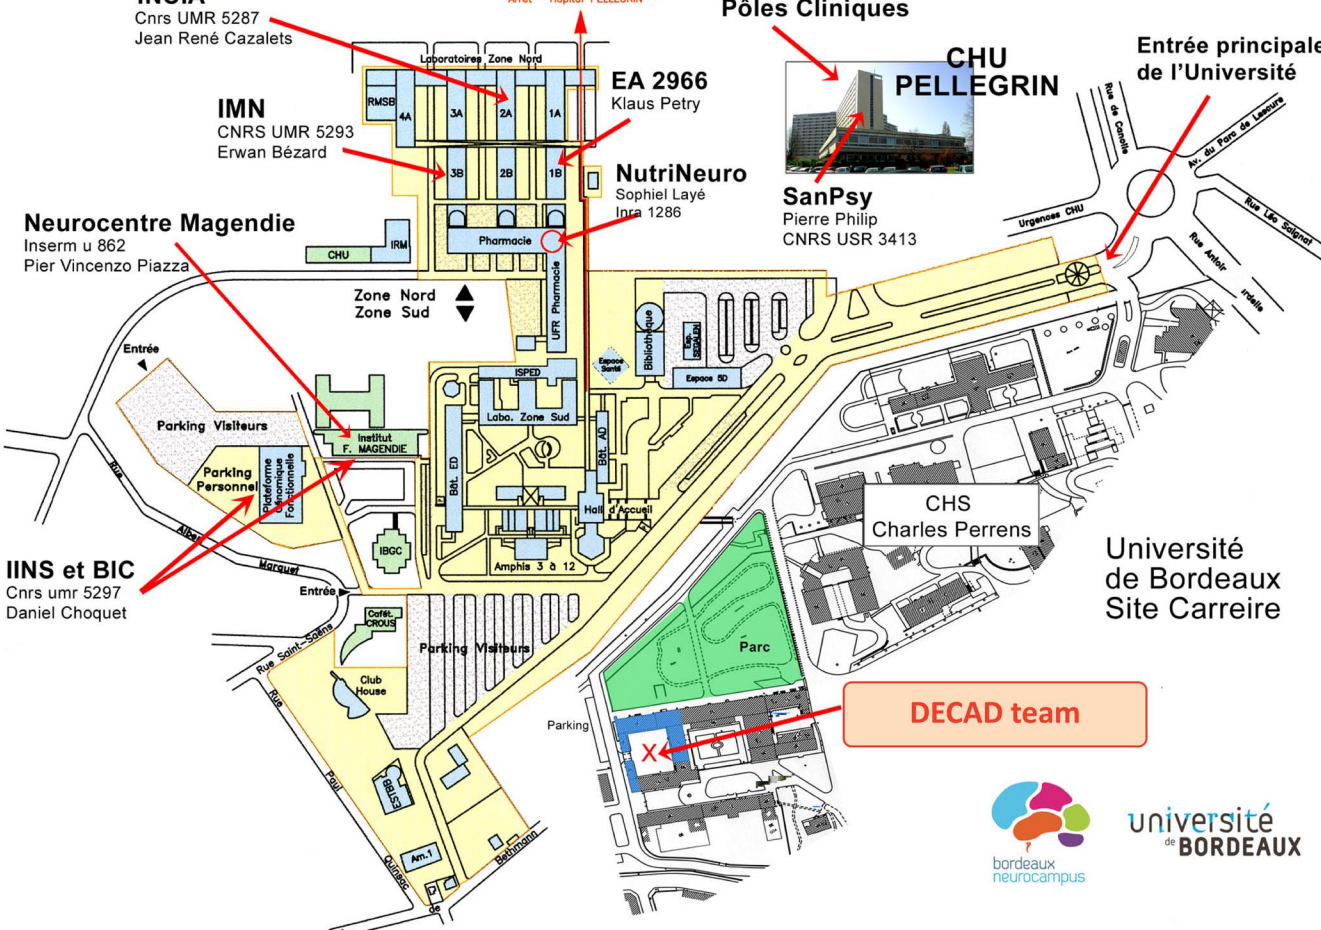 INCIA
Cnrs UMR 5287
Jean René Cazalets
Arrêt Hôpital PELLEGRIN
Pôles Cliniques
CHU
PELLEGRIN
Entrée principale
de l'Université
Laboratoires Zone Nord
RMSB
4A
3A
2A
1A
EA 2966
Klaus Petry
IMN
CNRS UMR 5293
Erwan Bézard
3B
2B
1B
NutriNeuro
Sophiel Layé
Inra 1286
SanPsy
Pierre Philip
CNRS USR 3413
Rue de Canolle
Av. du Parc de Lescure
Rue Léo Saignat
Urgences CHU
Rue Antoir
Neurocentre Magendie
Inserm u 862
Pier Vincenzo Piazza
CHU
IRM
Pharmacie
UFR Pharmacie
Zone Nord
Zone Sud
Entrée
Bibliothèque
Esp.
Espace
Santé
Espace 5D
ISPED
Labo. Zone Sud
Parking Visiteurs
Institut
F. MAGENDIE
Parking
Personnel
Plateforme
Génomique
Fonctionnelle
Bât. ED
Bât. AD
Hall d'Accueil
CHS
Charles Perrens
Rue
Albert
Marquet
IBGC
Amphis 3 à 12
Université
de Bordeaux
Site Carreire
IINS et BIC
Cnrs umr 5297
Daniel Choquet
Entrée
Cafét.
CROUS
Rue Saint-Saëns
Parking Visiteurs
Parc
Club
House
DECAD team
Parking
X
Rue
Paul
Quinsac
ESTBB
Am.1
de
Bethmann
bordeaux
neurocampus
université
de BORDEAUX